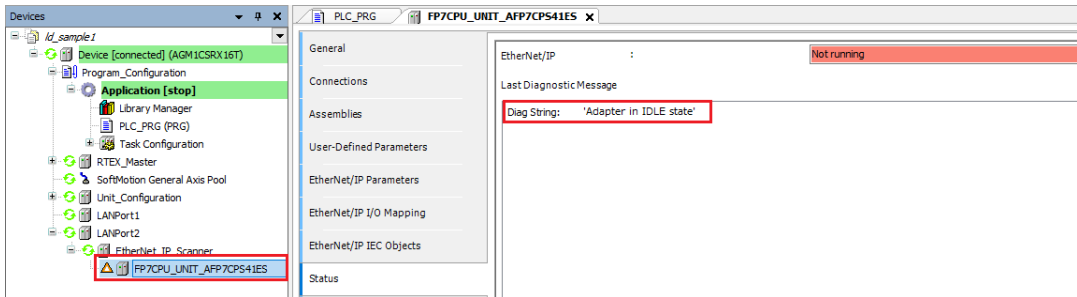 Devices
ld_sample1
Device [connected] (AGM1CSRX16T)
Program_Configuration
Application [stop]
Library Manager
PLC_PRG (PRG)
Task Configuration
RTEX_Master
SoftMotion General Axis Pool
Unit_Configuration
LANPort1
LANPort2
EtherNet_IP_Scanner
FP7CPU_UNIT_AFP7CPS41ES
PLC_PRG
FP7CPU_UNIT_AFP7CPS41ES
General
Connections
Assemblies
User-Defined Parameters
EtherNet/IP Parameters
EtherNet/IP I/O Mapping
EtherNet/IP IEC Objects
Status
EtherNet/IP : Not running
Last Diagnostic Message
Diag String: 'Adapter in IDLE state'